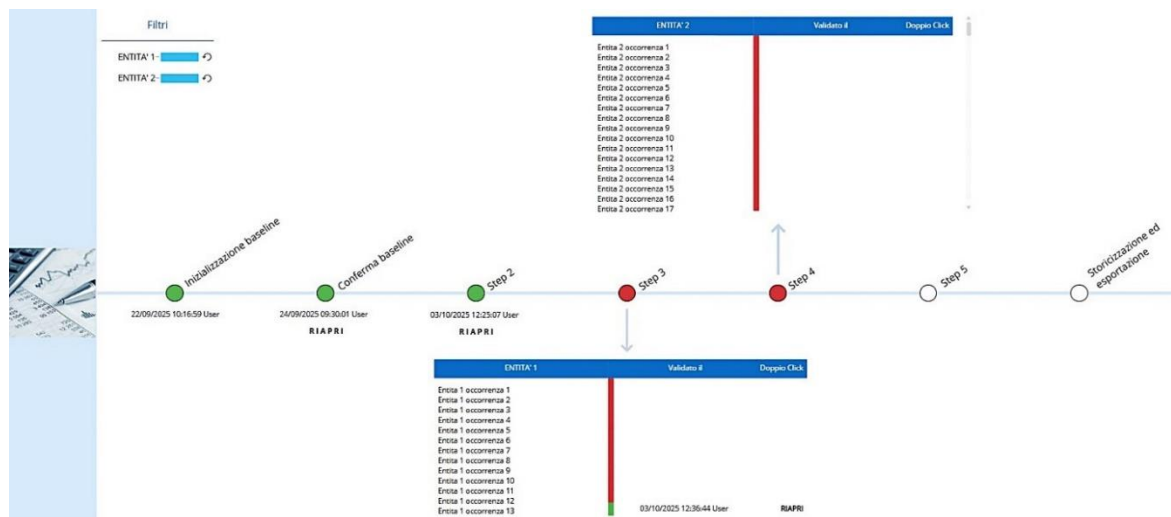 Filtri
ENTITA' 1-
ENTITA' 2-
ENTITA' 2 Validato il Doppio Click
Entita 2 occorrenza 1
Entita 2 occorrenza 2
Entita 2 occorrenza 3
Entita 2 occorrenza 4
Entita 2 occorrenza 5
Entita 2 occorrenza 6
Entita 2 occorrenza 7
Entita 2 occorrenza 8
Entita 2 occorrenza 9
Entita 2 occorrenza 10
Entita 2 occorrenza 11
Entita 2 occorrenza 12
Entita 2 occorrenza 13
Entita 2 occorrenza 14
Entita 2 occorrenza 15
Entita 2 occorrenza 16
Entita 2 occorrenza 17
Inizializzazione baseline
22/09/2025 10:16:59 User
Conferma baseline
24/09/2025 09:30:01 User
RIAPRI
Step 2
03/10/2025 12:25:07 User
RIAPRI
Step 3
Step 4
Step 5
Storicizzazione ed
esportazione
ENTITA' 1 Validato il Doppio Click
Entita 1 occorrenza 1
Entita 1 occorrenza 2
Entita 1 occorrenza 3
Entita 1 occorrenza 4
Entita 1 occorrenza 5
Entita 1 occorrenza 6
Entita 1 occorrenza 7
Entita 1 occorrenza 8
Entita 1 occorrenza 9
Entita 1 occorrenza 10
Entita 1 occorrenza 11
Entita 1 occorrenza 12
Entita 1 occorrenza 13 03/10/2025 12:36:44 User RIAPRI